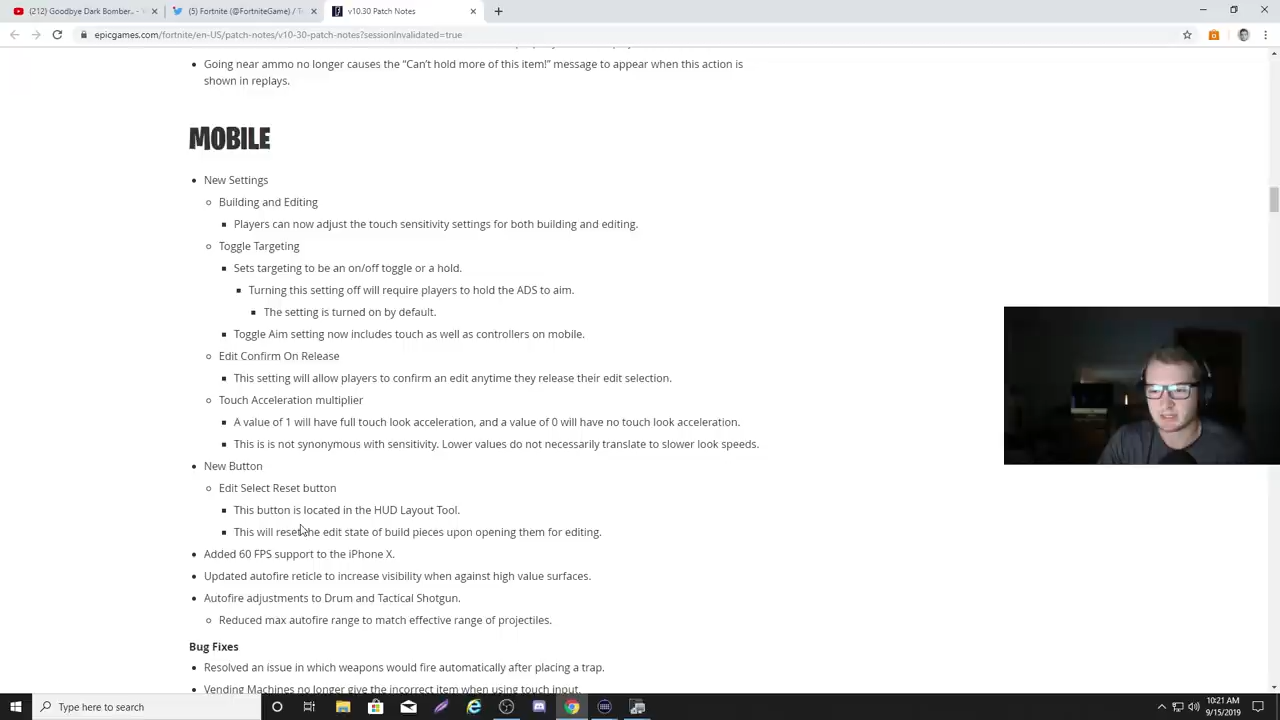 (212) Goodbye Dark Bomber..
(5) Fortnite (@FortniteGame) / T
v10.30 Patch Notes
epicgames.com/fortnite/en-US/patch-notes/v10-30-patch-notes?sessionInvalidated=true
Going near ammo no longer causes the “Can’t hold more of this item!” message to appear when this action is
shown in replays.
MOBILE
New Settings
Building and Editing
Players can now adjust the touch sensitivity settings for both building and editing.
Toggle Targeting
Sets targeting to be an on/off toggle or a hold.
Turning this setting off will require players to hold the ADS to aim.
The setting is turned on by default.
Toggle Aim setting now includes touch as well as controllers on mobile.
Edit Confirm On Release
This setting will allow players to confirm an edit anytime they release their edit selection.
Touch Acceleration multiplier
A value of 1 will have full touch look acceleration, and a value of 0 will have no touch look acceleration.
This is is not synonymous with sensitivity. Lower values do not necessarily translate to slower look speeds.
New Button
Edit Select Reset button
This button is located in the HUD Layout Tool.
This will reset the edit state of build pieces upon opening them for editing.
Added 60 FPS support to the iPhone X.
Updated autofire reticle to increase visibility when against high value surfaces.
Autofire adjustments to Drum and Tactical Shotgun.
Reduced max autofire range to match effective range of projectiles.
Bug Fixes
Resolved an issue in which weapons would fire automatically after placing a trap.
Vending Machines no longer give the incorrect item when using touch input.
Type here to search
10:21 AM
9/15/2019